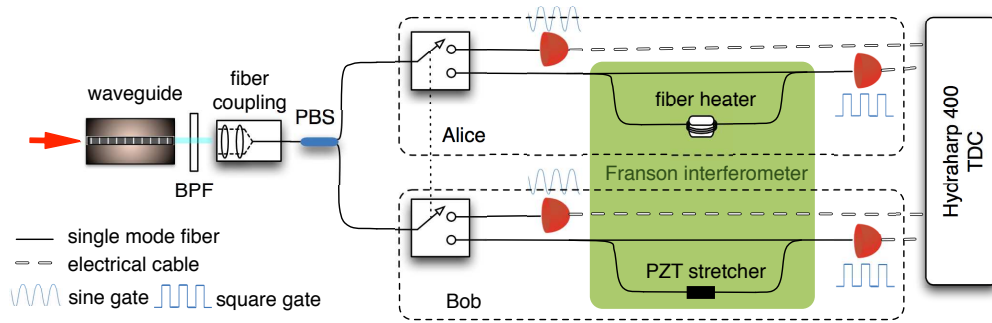 waveguide
BPF
fiber
coupling
PBS
Alice
fiber heater
Franson interferometer
PZT stretcher
Bob
Hydraharp 400
TDC
single mode fiber
electrical cable
sine gate
square gate